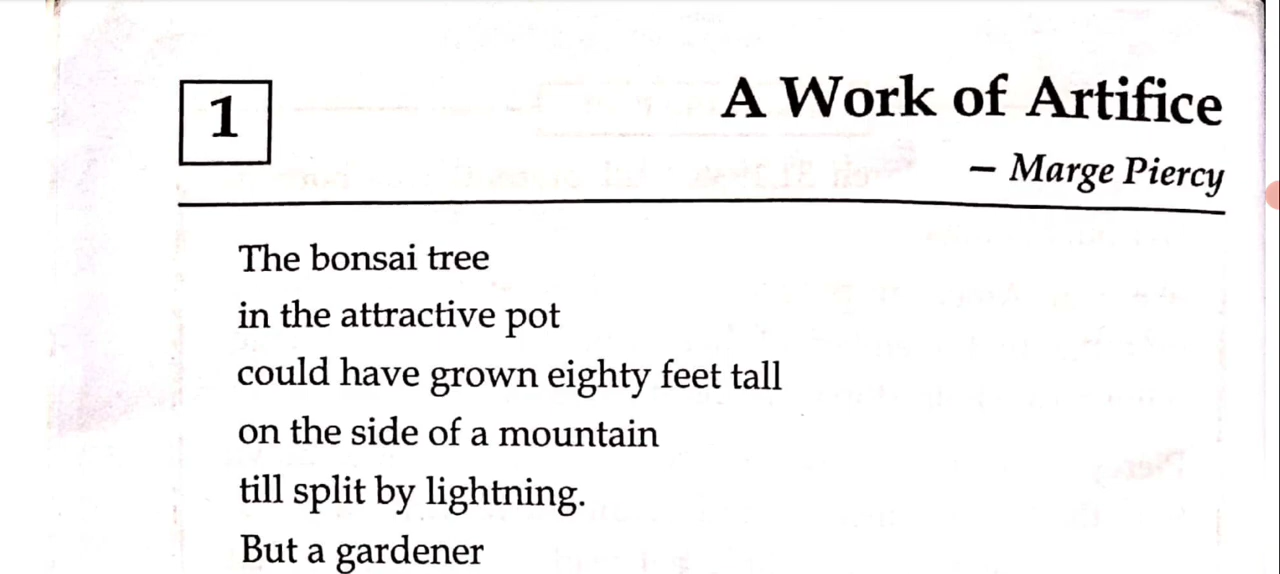 1
A Work of Artifice
– Marge Piercy
The bonsai tree
in the attractive pot
could have grown eighty feet tall
on the side of a mountain
till split by lightning.
But a gardener